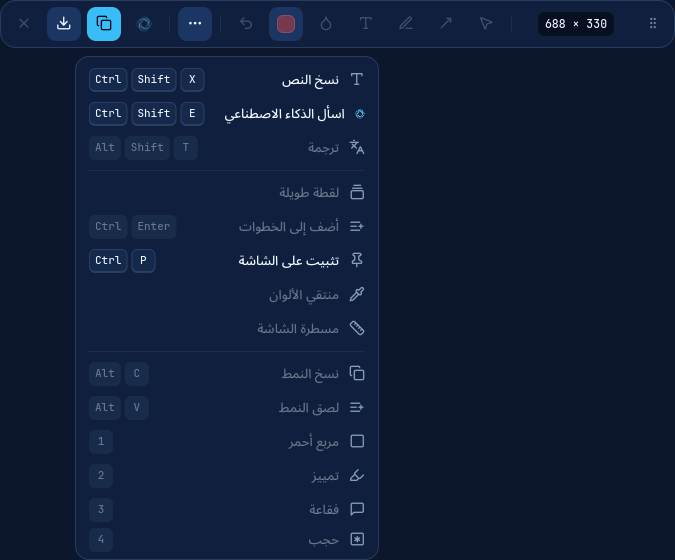 688 × 330
نسخ النص Ctrl Shift X
اسأل الذكاء الاصطناعي Ctrl Shift E
ترجمة Alt Shift T
لقطة طويلة
أضف إلى الخطوات Ctrl Enter
تثبيت على الشاشة Ctrl P
منتقي الألوان
مسطرة الشاشة
نسخ النمط Alt C
لصق النمط Alt V
مربع أحمر 1
تمييز 2
فقاعة 3
حجب 4